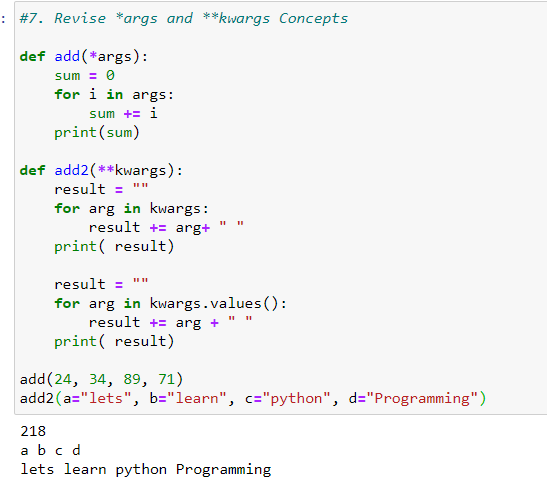 : #7. Revise *args and **kwargs Concepts
def add(*args):
    sum = 0
    for i in args:
        sum += i
    print(sum)
def add2(**kwargs):
    result = ""
    for arg in kwargs:
        result += arg+ " "
    print( result)
    result = ""
    for arg in kwargs.values():
        result += arg + " "
    print( result)
add(24, 34, 89, 71)
add2(a="lets", b="learn", c="python", d="Programming")
218
a b c d
lets learn python Programming